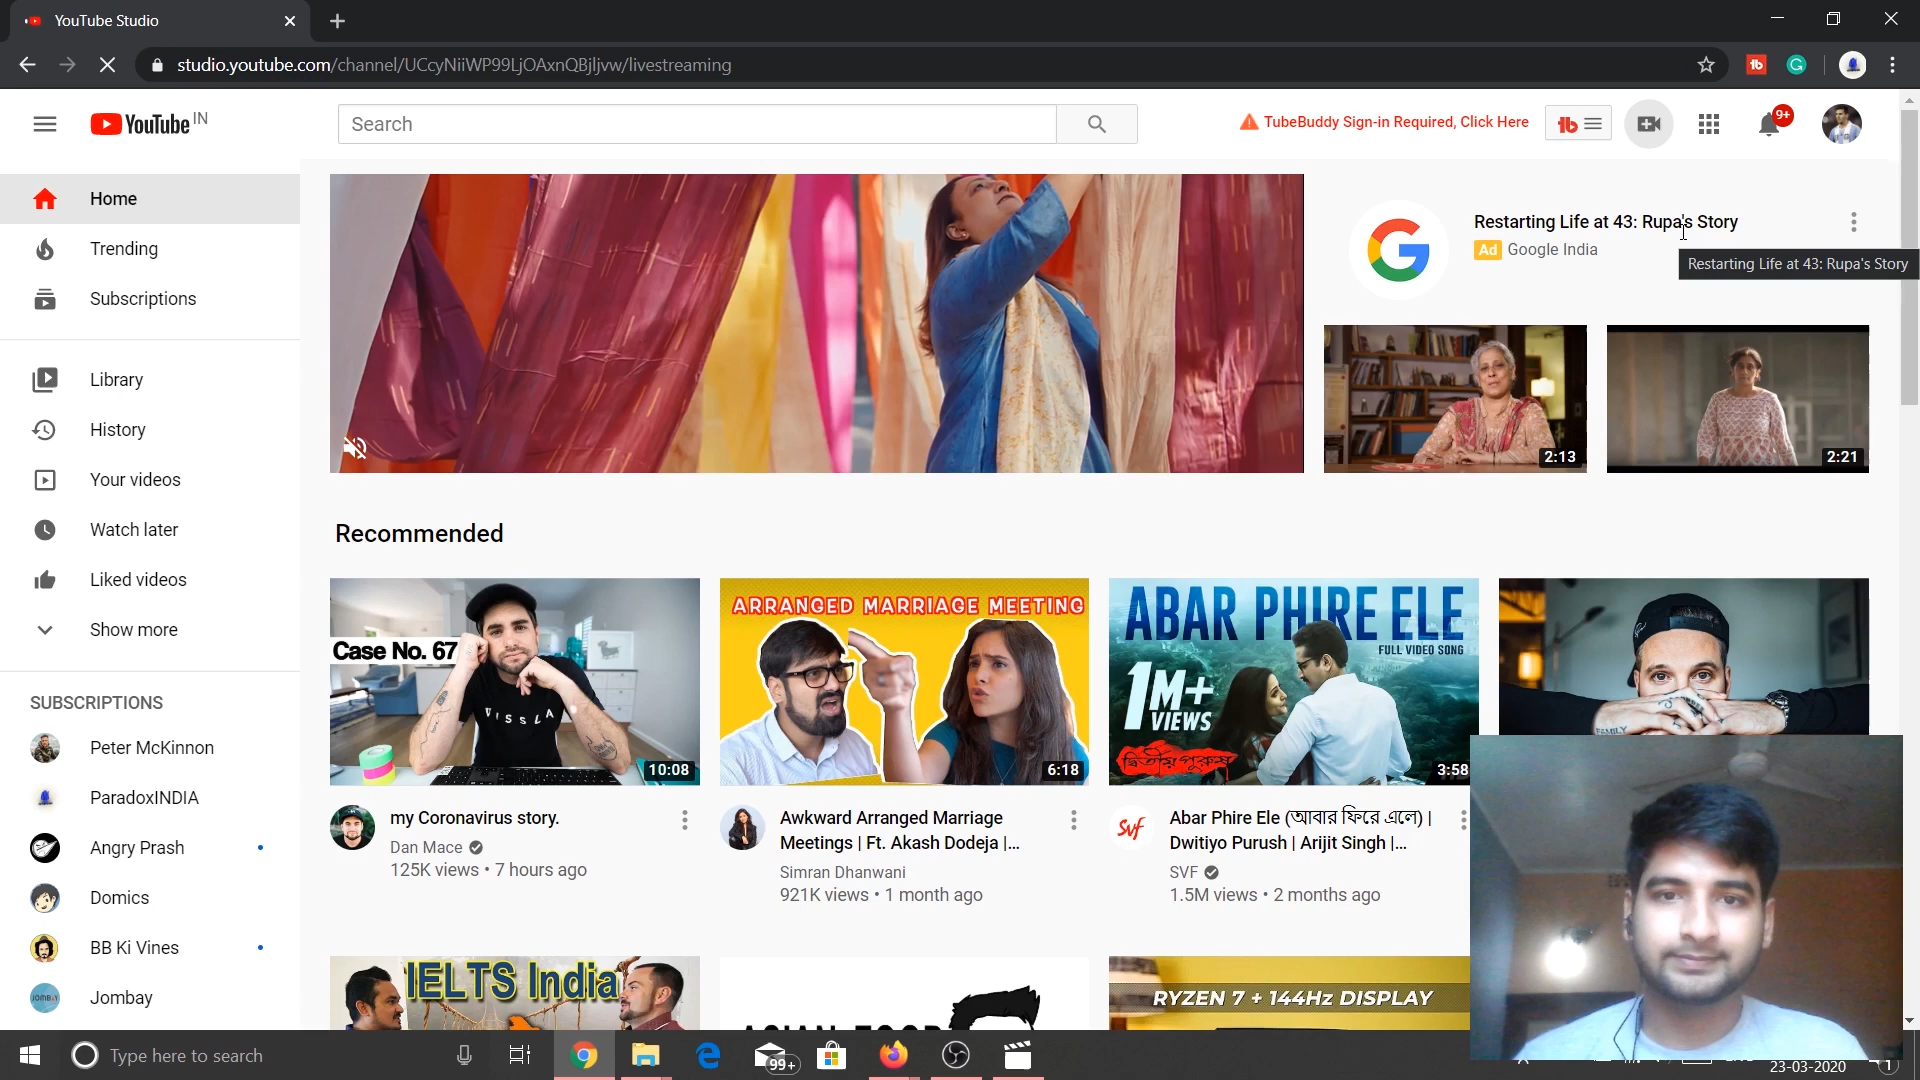 YouTube Studio
studio.youtube.com/channel/UCcyNiiWP99LjOAxnQBjljvw/livestreaming
YouTube IN
Search
TubeBuddy Sign-in Required, Click Here
9+
Home
Trending
Subscriptions
Library
History
Your videos
Watch later
Liked videos
Show more
SUBSCRIPTIONS
Peter McKinnon
ParadoxINDIA
Angry Prash
Domics
BB Ki Vines
Jombay
Restarting Life at 43: Rupa's Story
Ad Google India
Restarting Life at 43: Rupa's Story
2:13
2:21
Recommended
Case No. 67
VISSLA
10:08
my Coronavirus story.
Dan Mace
125K views • 7 hours ago
ARRANGED MARRIAGE MEETING
6:18
Awkward Arranged Marriage
Meetings | Ft. Akash Dodeja |...
Simran Dhanwani
921K views • 1 month ago
ABAR PHIRE ELE
FULL VIDEO SONG
1M+
VIEWS
দ্বিতীয় পুরুষ
3:58
SVF
Abar Phire Ele (আবার ফিরে এলে) |
Dwitiyo Purush | Arijit Singh |...
SVF
1.5M views • 2 months ago
FAMILY
IELTS India
RYZEN 7 + 144Hz DISPLAY
Type here to search
99+
23-03-2020
1